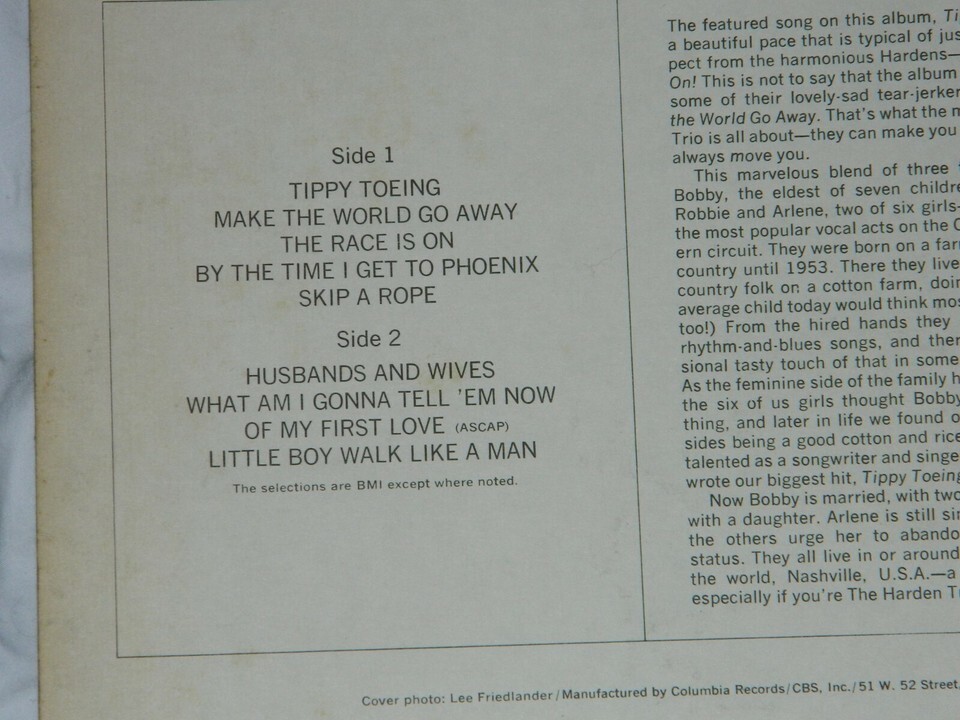 Side 1
TIPPY TOEING
MAKE THE WORLD GO AWAY
THE RACE IS ON
BY THE TIME I GET TO PHOENIX
SKIP A ROPE
Side 2
HUSBANDS AND WIVES
WHAT AM I GONNA TELL 'EM NOW
OF MY FIRST LOVE (ASCAP)
LITTLE BOY WALK LIKE A MAN
The selections are BMI except where noted.
The featured song on this album,
a beautiful pace that is typical of
pect from the harmonious Hardens—
On! This is not to say that the album
some of their lovely-sad
the World Go Away. That's what the
Trio is all about—they can make you
always move you.
This marvelous blend of three
Bobby, the eldest of seven
Robbie and Arlene, two of six girls-
the most popular vocal acts on the
ern circuit. They were born on a
country until 1953. There they
country folk on a cotton farm,
average child today would think
too!) From the hired hands they
rhythm-and-blues songs, and
sional tasty touch of that in some
As the feminine side of the family
the six of us girls thought Bobby
thing, and later in life we found
sides being a good cotton and rice
talented as a songwriter and
wrote our biggest hit, Tippy Toeing
Now Bobby is married, with two
with a daughter. Arlene is still
the others urge her to
status. They all live in or around
the world, Nashville, U.S.A.—a
especially if you're The Harden
Cover photo: Lee Friedlander/Manufactured by Columbia Records/CBS, Inc./51 W. 52 Street,